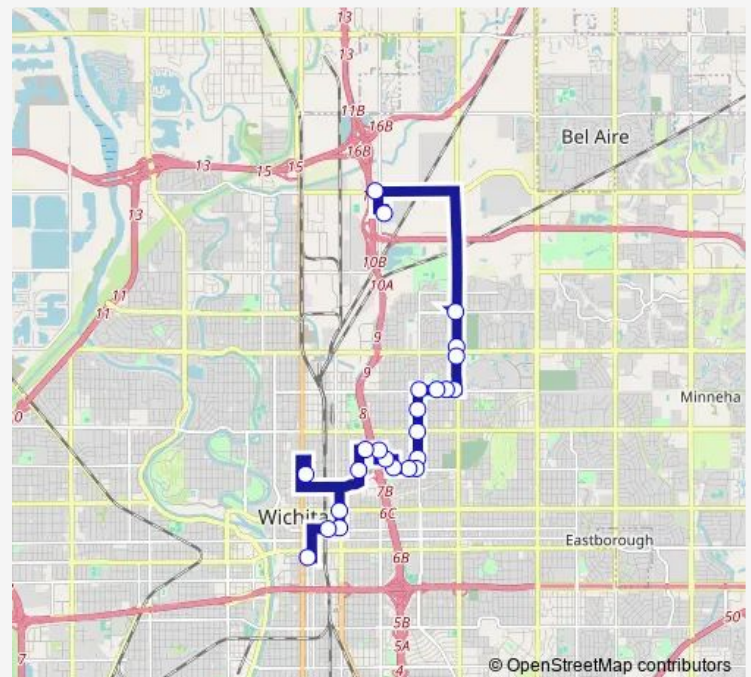 13
13
11B
16B
16B
Bel Aire
13
15
15
13
10B
10A
11
11
9
9
Minneha
0
8
7B
Wichita
6C
Eastborough
6B
5B
50
7
5A
4
© OpenStreetMap contributors